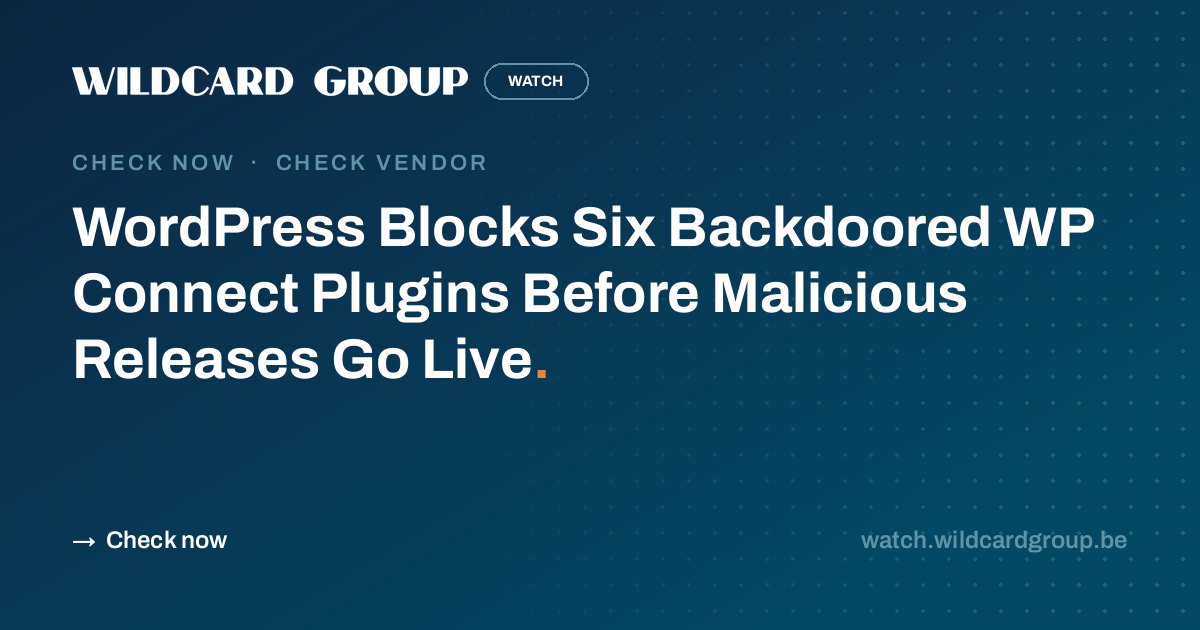 WILDCARD GROUP WATCH
CHECK NOW · CHECK VENDOR
WordPress Blocks Six Backdoored WP
Connect Plugins Before Malicious
Releases Go Live.
→ Check now
watch.wildcardgroup.be